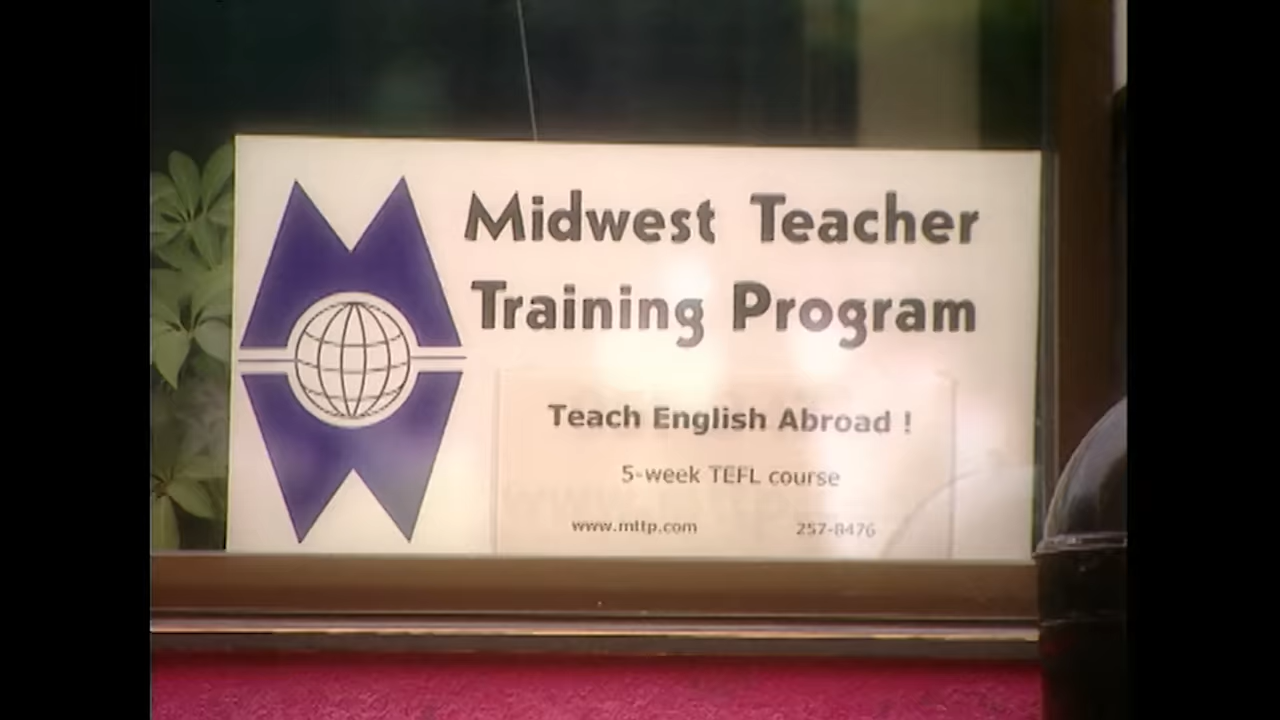 Midwest Teacher
Training Program
Teach English Abroad !
5-week TEFL course
www.mttp.com 257-8476